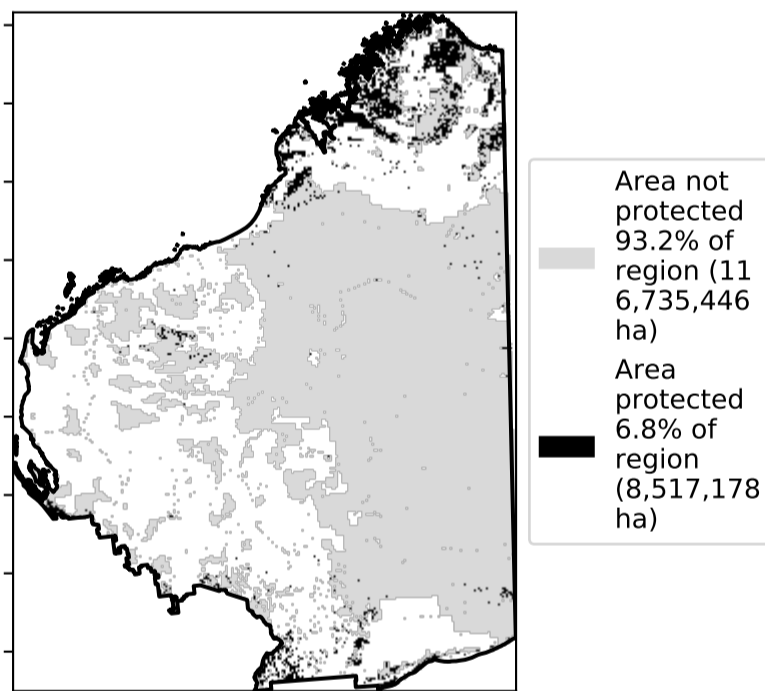 Area not
protected
93.2% of
region (11
6,735,446
ha)
Area
protected
6.8% of
region
(8,517,178
ha)